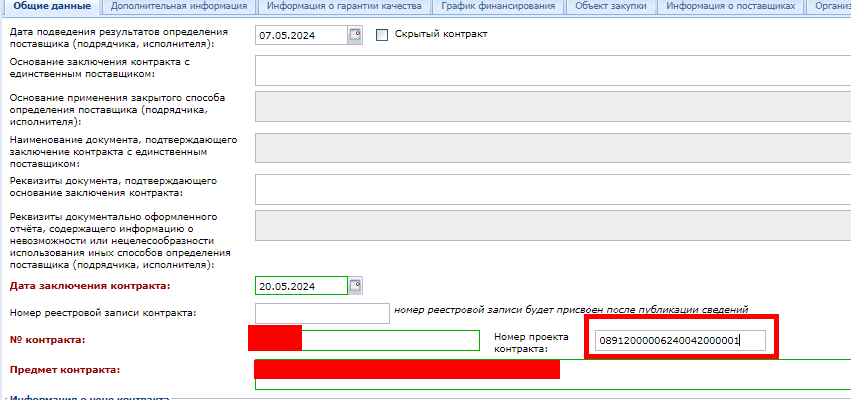 Общие данные Дополнительная информация Информация о гарантии качества График финансирования Объект закупки Информация о поставщиках
Дата подведения результатов определения
поставщика (подрядчика, исполнителя):
07.05.2024
Скрытый контракт
Основание заключения контракта с
единственным поставщиком:
Основание применения закрытого способа
определения поставщика (подрядчика,
исполнителя):
Наименование документа, подтверждающего
заключение контракта с единственным
поставщиком:
Реквизиты документа, подтверждающего
основание заключения контракта:
Реквизиты документально оформленного
отчёта, содержащего информацию о
невозможности или нецелесообразности
использования иных способов определения
поставщика (подрядчика, исполнителя):
Дата заключения контракта:
20.05.2024
Номер реестровой записи контракта:
номер реестровой записи будет присвоен после публикации сведений
№ контракта:
Номер проекта
контракта:
08912000006240042000001
Предмет контракта:
Информация о цене контракта